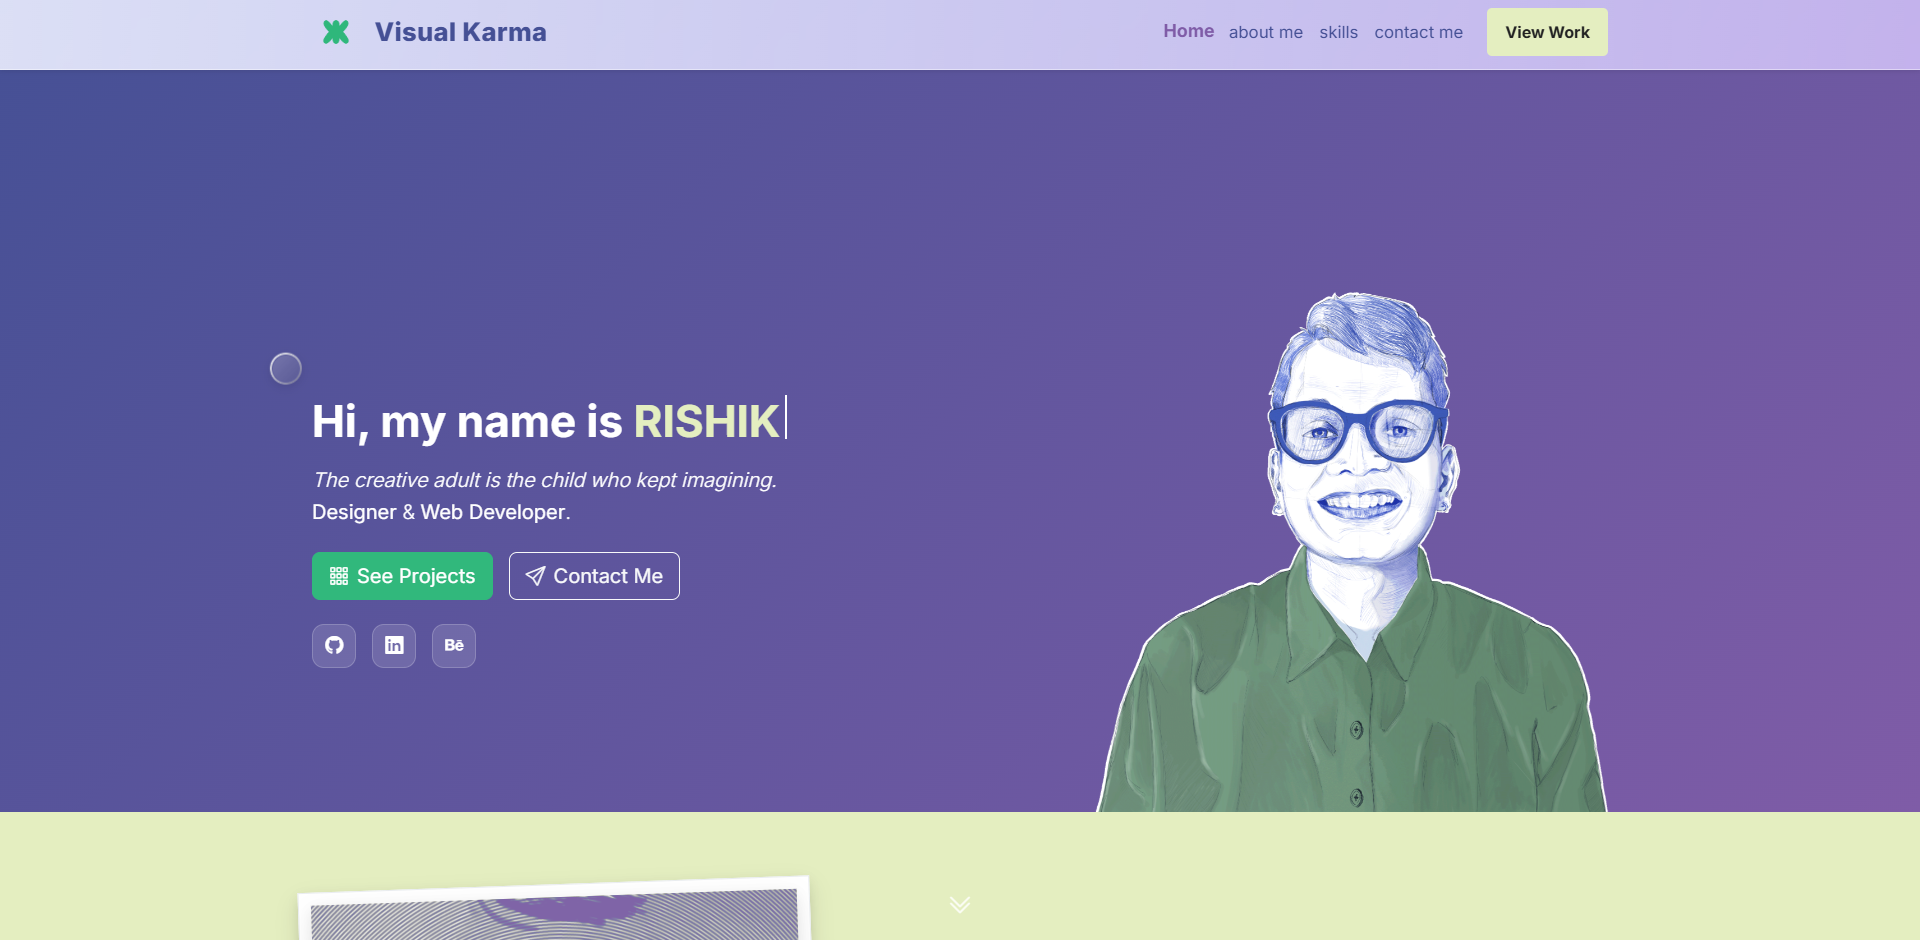 Visual Karma
Home about me skills contact me View Work
Hi, my name is RISHIK
The creative adult is the child who kept imagining.
Designer & Web Developer.
See Projects Contact Me
in Bē